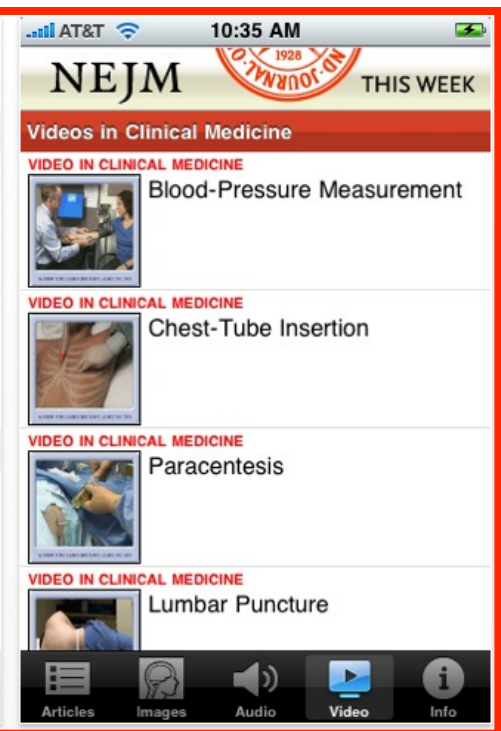 AT&T 10:35 AM
NEJM 1928 ND·JOURNAL·O THIS WEEK
Videos in Clinical Medicine
VIDEO IN CLINICAL MEDICINE
Blood-Pressure Measurement
VIDEO IN CLINICAL MEDICINE
Chest-Tube Insertion
VIDEO IN CLINICAL MEDICINE
Paracentesis
VIDEO IN CLINICAL MEDICINE
Lumbar Puncture
Articles Images Audio Video Info